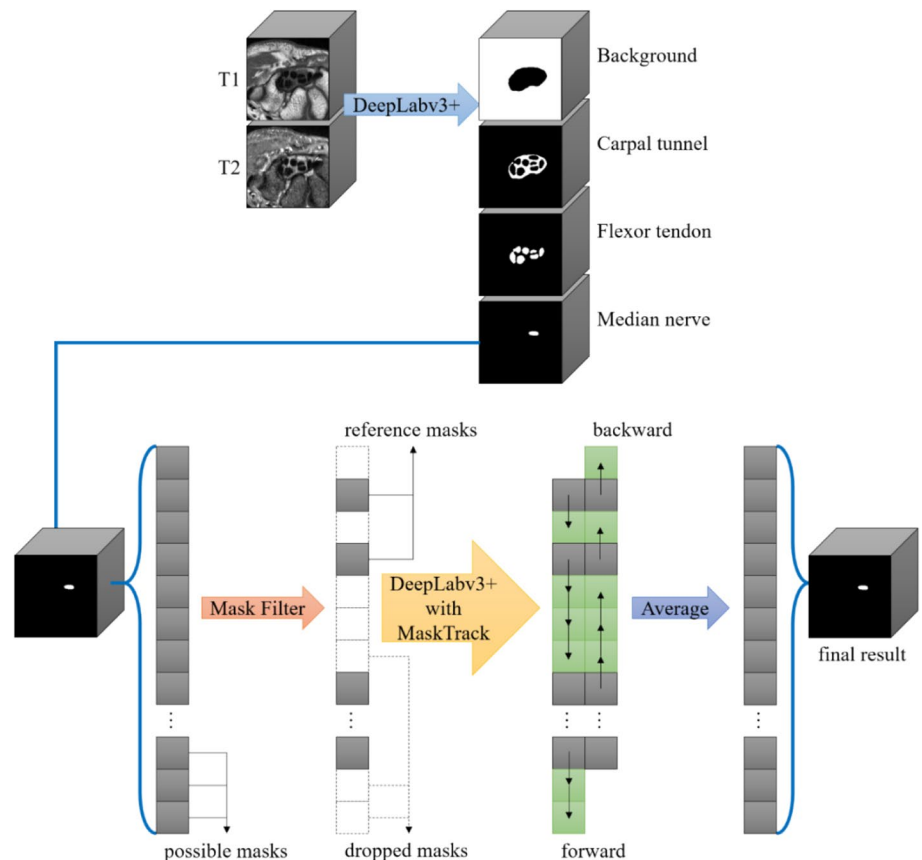 T1
T2
DeepLabv3+
Background
Carpal tunnel
Flexor tendon
Median nerve
reference masks
backward
Mask Filter
DeepLabv3+
with
MaskTrack
Average
final result
possible masks
dropped masks
forward